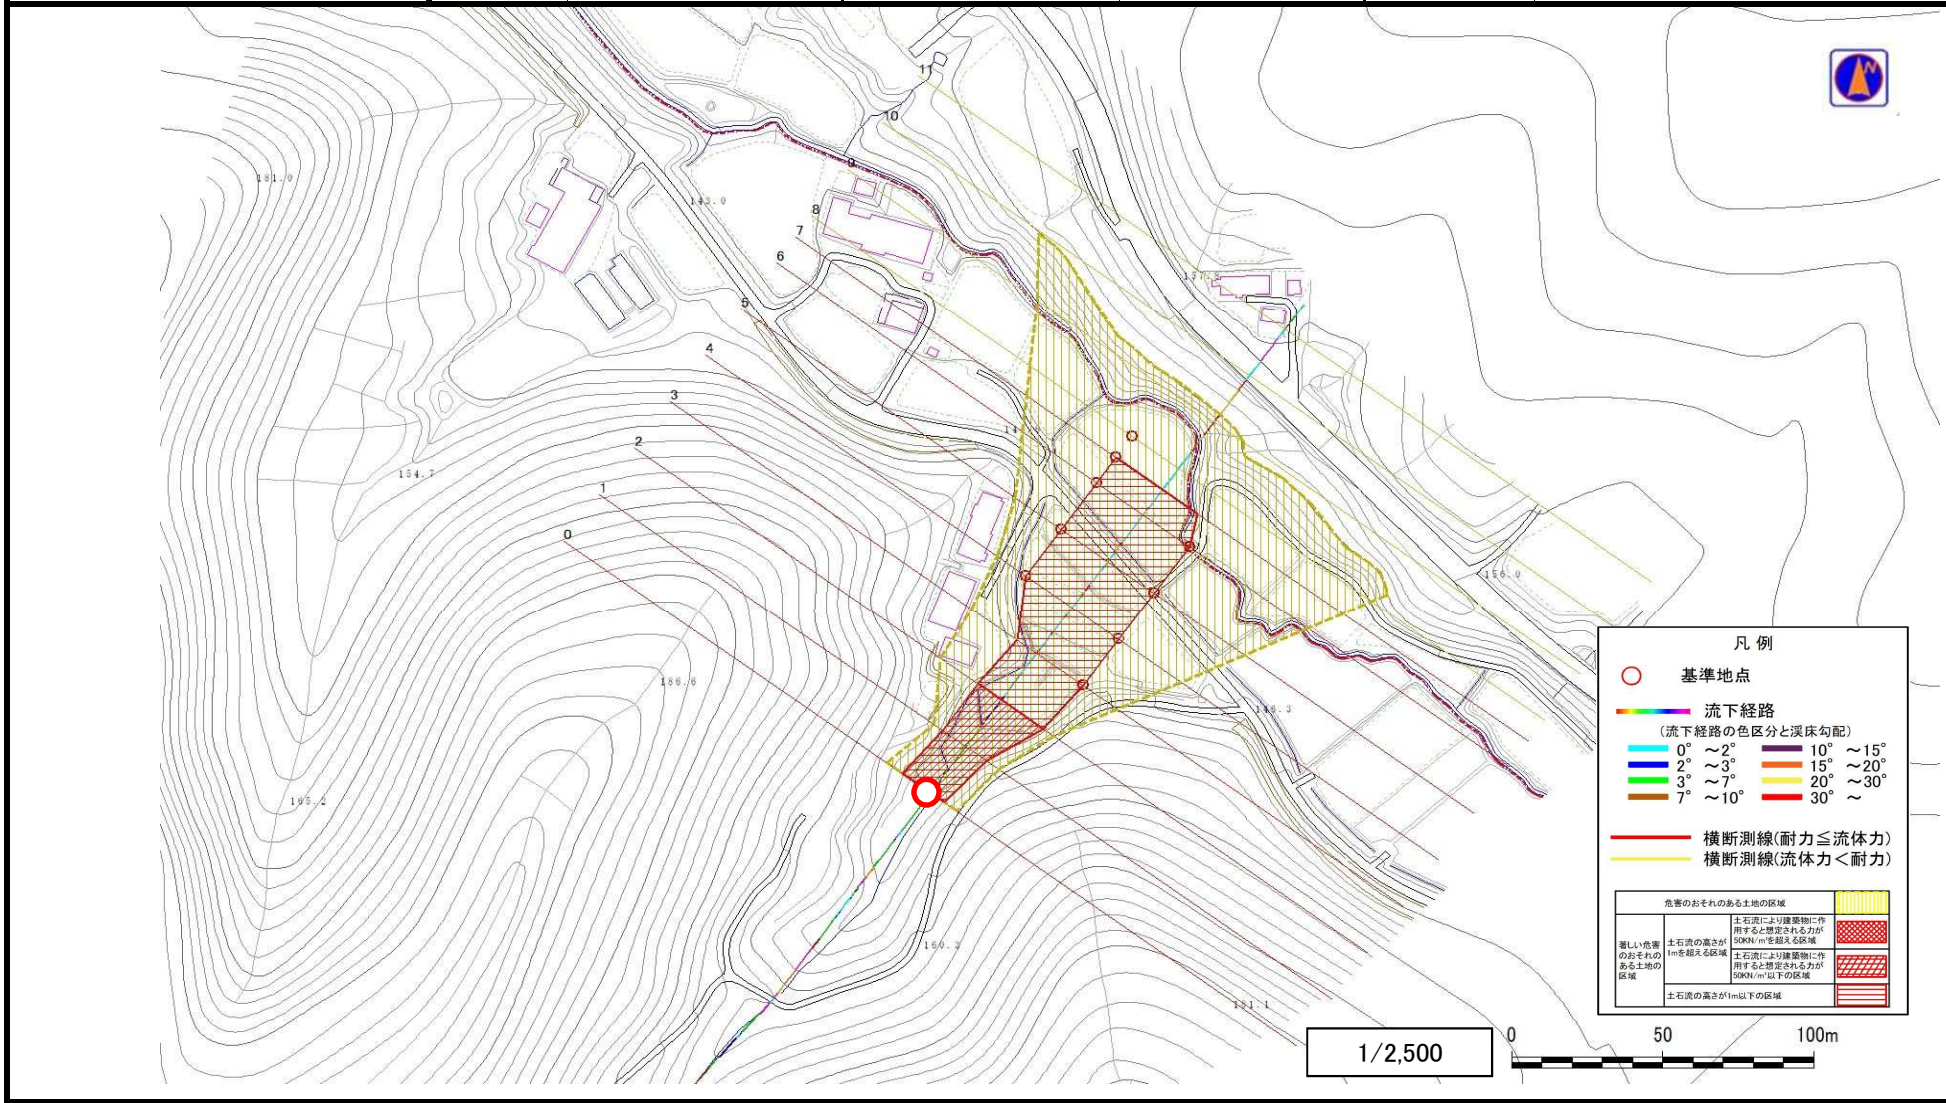 N
11
10
9
8
7
6
5
4
3
2
1
0
181.0
154.7
186.6
165.2
160.3
181.1
156.0
凡例
基準地点
流下経路
(流下経路の色区分と渓床勾配)
0° ~2° 10° ~15°
2° ~3° 15° ~20°
3° ~7° 20° ~30°
7° ~10° 30° ~
横断測線(耐力≦流体力)
横断測線(流体力<耐力)
危害のおそれのある土地の区域
著しい危害のおそれのある土地の区域
土石流の高さが1mを超える区域
土石流により建築物に作用すると想定される力が50KN/㎡を超える区域
土石流により建築物に作用すると想定される力が50KN/㎡以下の区域
土石流の高さが1m以下の区域
1/2,500
0 50 100m